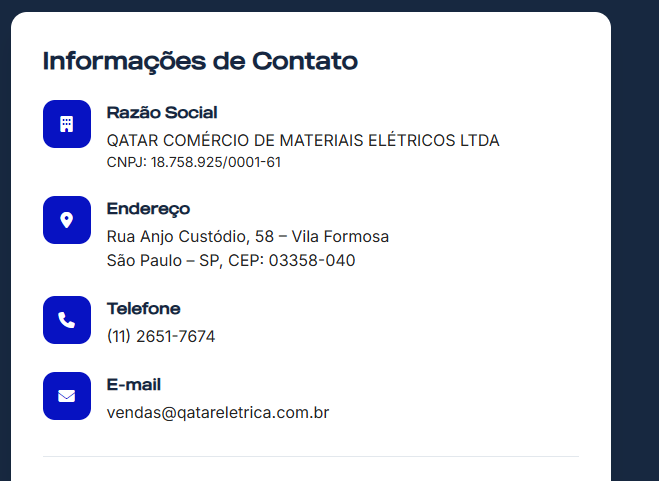 Informações de Contato
Razão Social
QATAR COMÉRCIO DE MATERIAIS ELÉTRICOS LTDA
CNPJ: 18.758.925/0001-61
Endereço
Rua Anjo Custódio, 58 – Vila Formosa
São Paulo – SP, CEP: 03358-040
Telefone
(11) 2651-7674
E-mail
vendas@qatareletrica.com.br